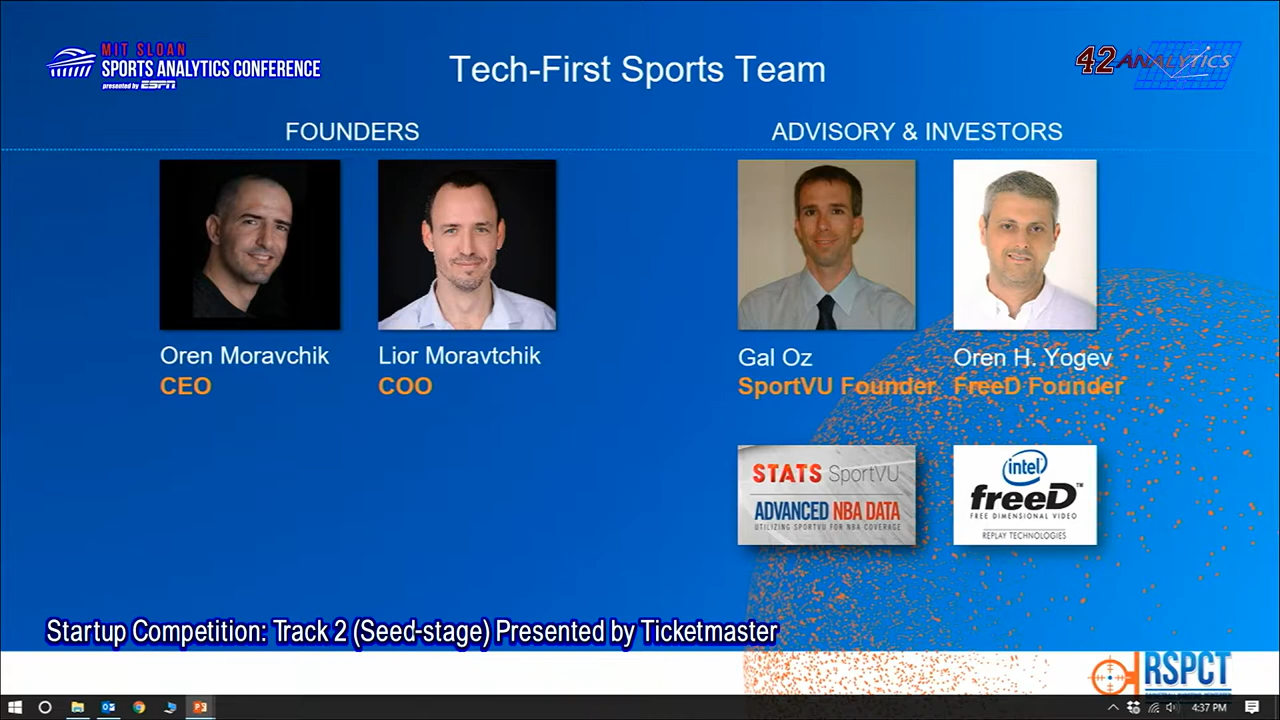 MIT SLOAN
SPORTS ANALYTICS CONFERENCE
presented by ESPN
Tech-First Sports Team
42 ANALYTICS
FOUNDERS
ADVISORY & INVESTORS
Oren Moravchik
CEO
Lior Moravtchik
COO
Gal Oz
SportVU Founder
Oren H. Yogev
FreeD Founder
STATS SportVU
ADVANCED NBA DATA
UTILIZING SPORTVU FOR NBA COVERAGE
intel
freeD™
FREE DIMENSIONAL VIDEO
REPLAY TECHNOLOGIES
Startup Competition: Track 2 (Seed-stage) Presented by Ticketmaster
RSPCT
4:37 PM